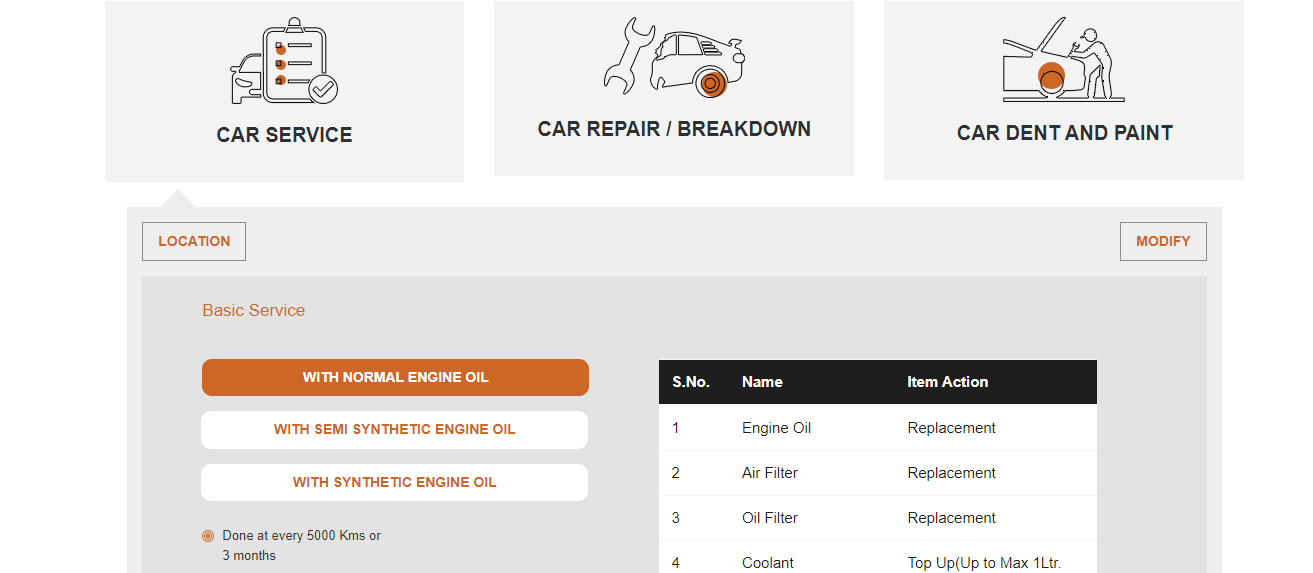 CAR SERVICE
CAR REPAIR / BREAKDOWN
CAR DENT AND PAINT
LOCATION
MODIFY
Basic Service
WITH NORMAL ENGINE OIL
WITH SEMI SYNTHETIC ENGINE OIL
WITH SYNTHETIC ENGINE OIL
Done at every 5000 Kms or
3 months
S.No. Name Item Action
1 Engine Oil Replacement
2 Air Filter Replacement
3 Oil Filter Replacement
4 Coolant Top Up(Up to Max 1Ltr.